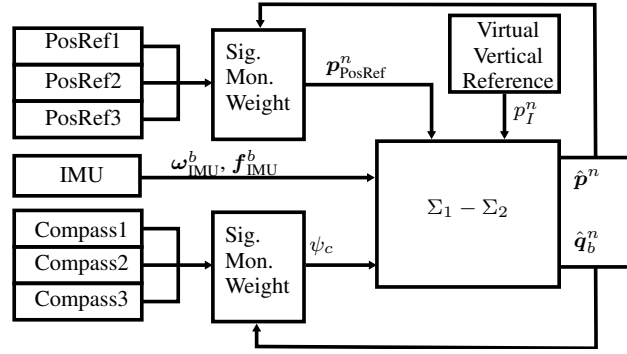 PosRef1
PosRef2
PosRef3
Sig.
Mon.
Weight
p^n_PosRef
Virtual
Vertical
Reference
p^n_I
IMU
ω^b_IMU, f^b_IMU
Σ₁ − Σ₂
p̂^n
q̂^n_b
Compass1
Compass2
Compass3
Sig.
Mon.
Weight
ψ_c